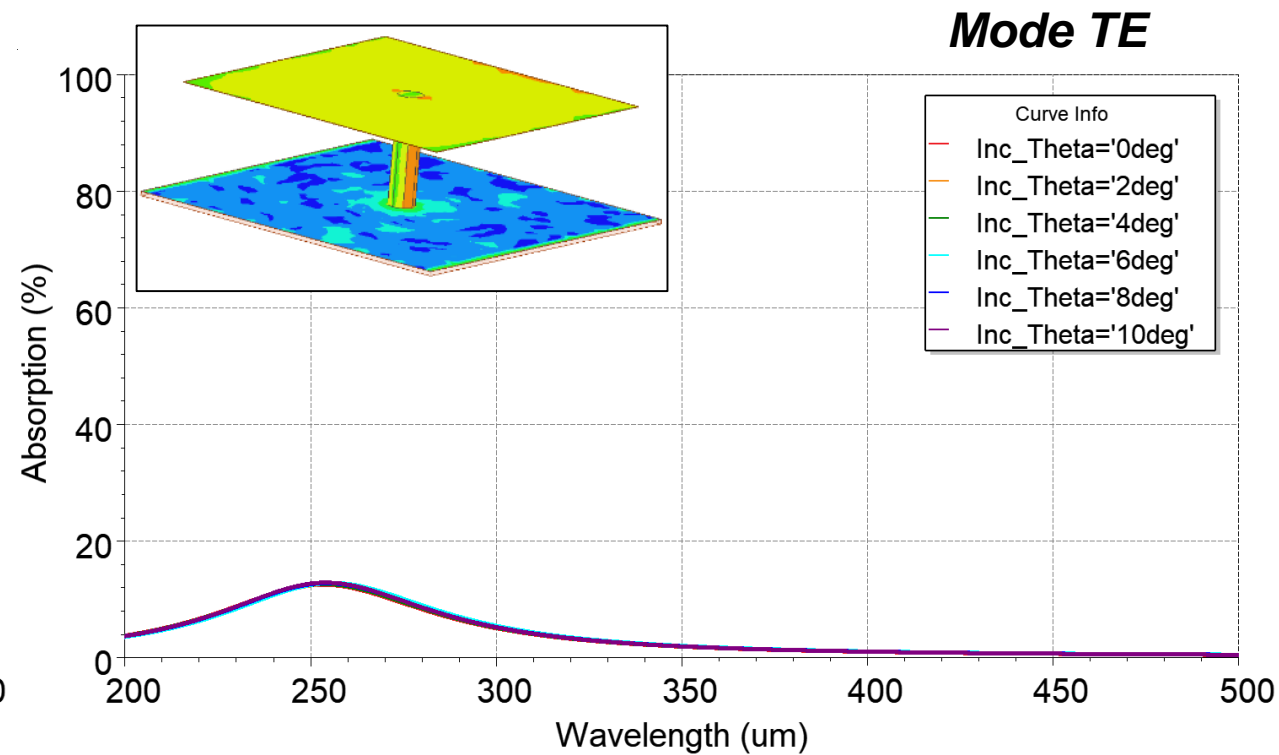 Mode TE
100
80
60
40
20
0
Absorption (%)
Curve Info
Inc_Theta='0deg'
Inc_Theta='2deg'
Inc_Theta='4deg'
Inc_Theta='6deg'
Inc_Theta='8deg'
Inc_Theta='10deg'
0
200 250 300 350 400 450 500
Wavelength (um)